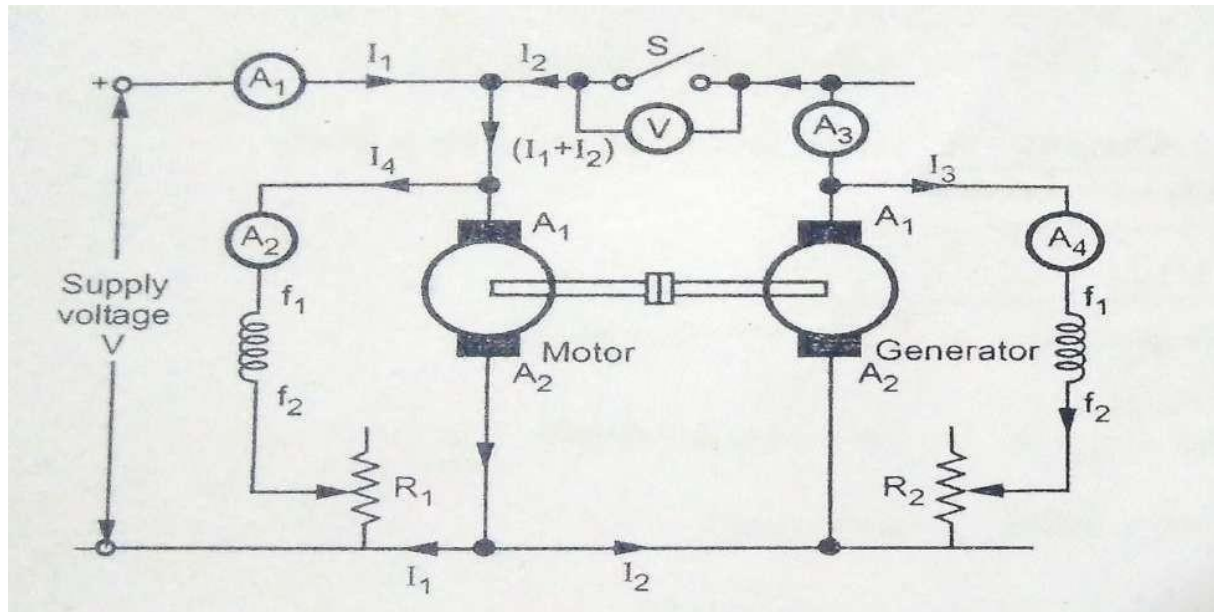 I₁
I₂
S
+
A₁
V
A₃
(I₁+I₂)
I₄
I₃
A₂
A₁
A₁
A₄
Supply
voltage
V
f₁
f₁
Motor
Generator
A₂
A₂
f₂
f₂
R₁
R₂
I₁
I₂